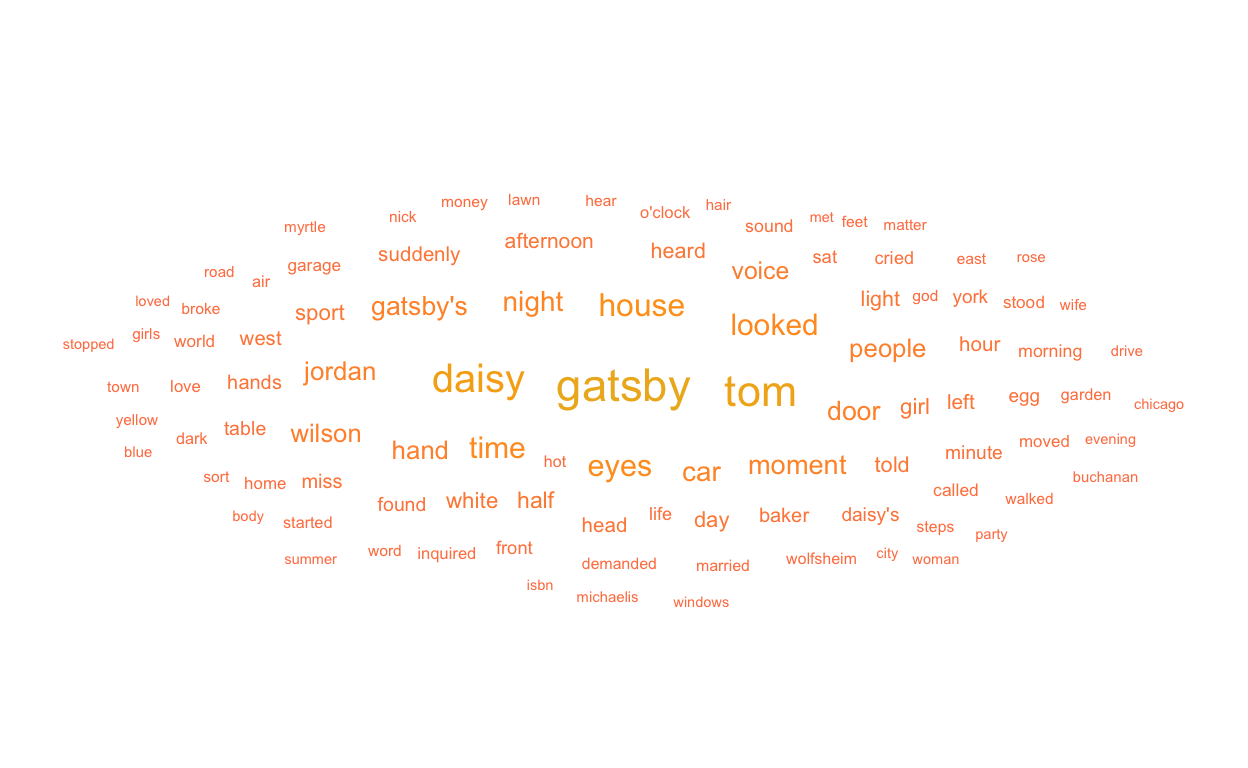 money lawn hear o'clock hair
nick met feet matter
myrtle sound
suddenly afternoon heard
road air garage voice sat cried east rose
loved broke sport gatsby's night house light god york stood wife
stopped girls world west looked people hour morning drive
town love hands jordan daisy gatsby tom door girl left egg garden chicago
yellow
blue dark table wilson hand time eyes car moment told minute moved evening
hot
sort home miss called walked buchanan
body started found white half head life day baker daisy's steps party
summer word inquired front demanded married wolfsheim city woman
isbn michaelis windows